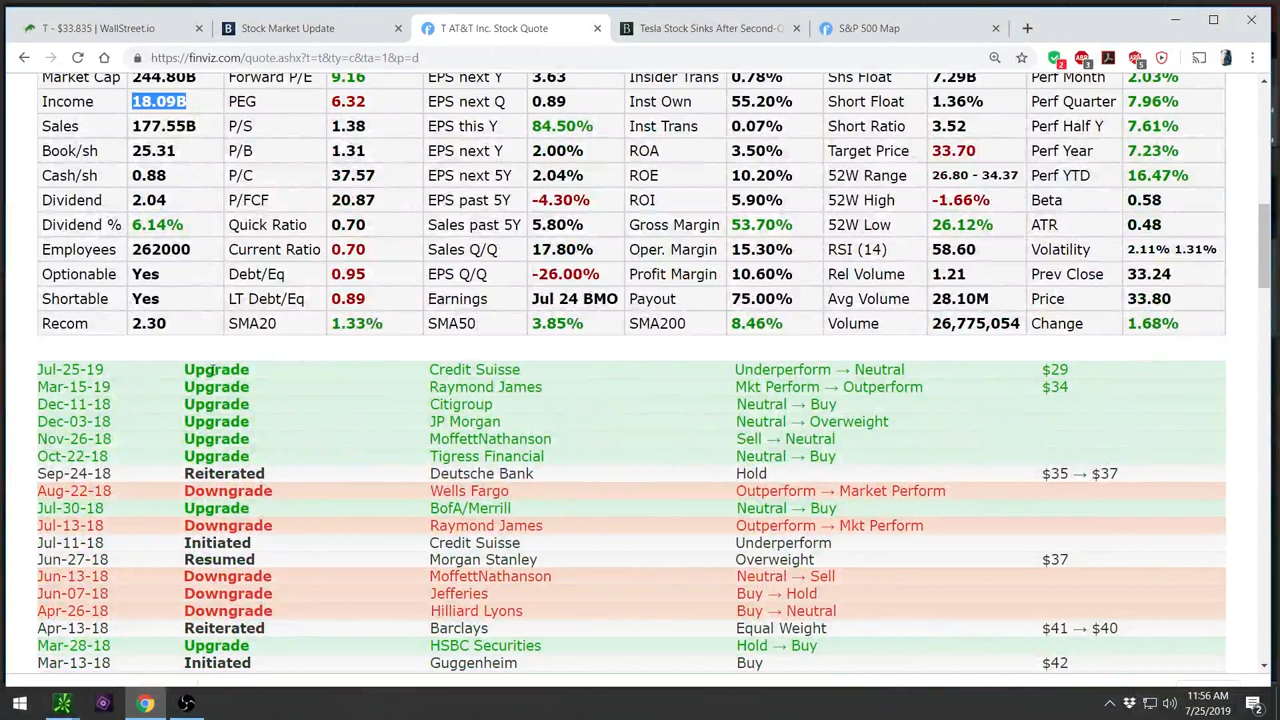 T - $33.835 | WallStreet.io
Stock Market Update
T AT&T Inc. Stock Quote
Tesla Stock Sinks After Second-Q
S&P 500 Map
https://finviz.com/quote.ashx?t=t&ty=c&ta=1&p=d
Market Cap 244.80B Forward P/E 9.16 EPS next Y 3.63 Insider Trans 0.78% Shs Float 7.29B Perf Month 2.03%
Income 18.09B PEG 6.32 EPS next Q 0.89 Inst Own 55.20% Short Float 1.36% Perf Quarter 7.96%
Sales 177.55B P/S 1.38 EPS this Y 84.50% Inst Trans 0.07% Short Ratio 3.52 Perf Half Y 7.61%
Book/sh 25.31 P/B 1.31 EPS next Y 2.00% ROA 3.50% Target Price 33.70 Perf Year 7.23%
Cash/sh 0.88 P/C 37.57 EPS next 5Y 2.04% ROE 10.20% 52W Range 26.80 - 34.37 Perf YTD 16.47%
Dividend 2.04 P/FCF 20.87 EPS past 5Y -4.30% ROI 5.90% 52W High -1.66% Beta 0.58
Dividend % 6.14% Quick Ratio 0.70 Sales past 5Y 5.80% Gross Margin 53.70% 52W Low 26.12% ATR 0.48
Employees 262000 Current Ratio 0.70 Sales Q/Q 17.80% Oper. Margin 15.30% RSI (14) 58.60 Volatility 2.11% 1.31%
Optionable Yes Debt/Eq 0.95 EPS Q/Q -26.00% Profit Margin 10.60% Rel Volume 1.21 Prev Close 33.24
Shortable Yes LT Debt/Eq 0.89 Earnings Jul 24 BMO Payout 75.00% Avg Volume 28.10M Price 33.80
Recom 2.30 SMA20 1.33% SMA50 3.85% SMA200 8.46% Volume 26,775,054 Change 1.68%
Jul-25-19 Upgrade Credit Suisse Underperform → Neutral $29
Mar-15-19 Upgrade Raymond James Mkt Perform → Outperform $34
Dec-11-18 Upgrade Citigroup Neutral → Buy
Dec-03-18 Upgrade JP Morgan Neutral → Overweight
Nov-26-18 Upgrade MoffettNathanson Sell → Neutral
Oct-22-18 Upgrade Tigress Financial Neutral → Buy
Sep-24-18 Reiterated Deutsche Bank Hold $35 → $37
Aug-22-18 Downgrade Wells Fargo Outperform → Market Perform
Jul-30-18 Upgrade BofA/Merrill Neutral → Buy
Jul-13-18 Downgrade Raymond James Outperform → Mkt Perform
Jul-11-18 Initiated Credit Suisse Underperform
Jun-27-18 Resumed Morgan Stanley Overweight $37
Jun-13-18 Downgrade MoffettNathanson Neutral → Sell
Jun-07-18 Downgrade Jefferies Buy → Hold
Apr-26-18 Downgrade Hilliard Lyons Buy → Neutral
Apr-13-18 Reiterated Barclays Equal Weight $41 → $40
Mar-28-18 Upgrade HSBC Securities Hold → Buy
Mar-13-18 Initiated Guggenheim Buy $42
11:56 AM
7/25/2019